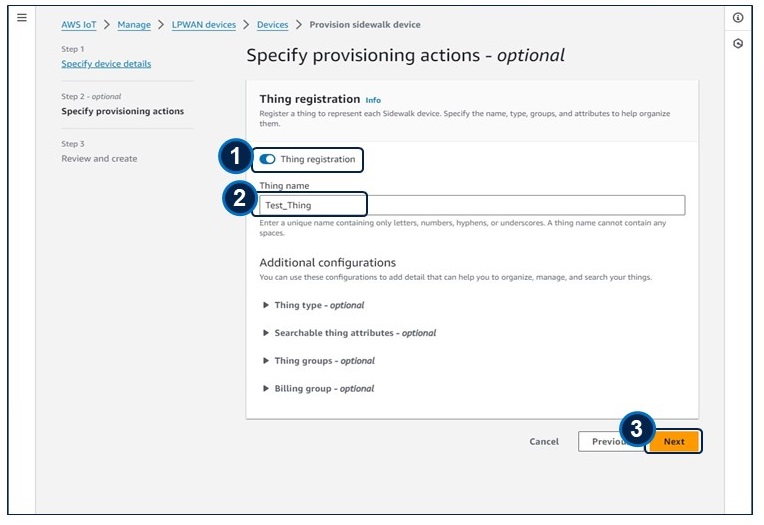 AWS IoT > Manage > LPWAN devices > Devices > Provision sidewalk device
Step 1
Specify device details
Step 2 - optional
Specify provisioning actions
Step 3
Review and create
Specify provisioning actions - optional
Thing registration Info
Register a thing to represent each Sidewalk device. Specify the name, type, groups, and attributes to help organize
them.
1
Thing registration
Thing name
2
Test_Thing
Enter a unique name containing only letters, numbers, hyphens, or underscores. A thing name cannot contain any
spaces.
Additional configurations
You can use these configurations to add detail that can help you to organize, manage, and search your things.
Thing type - optional
Searchable thing attributes - optional
Thing groups - optional
Billing group - optional
3
Cancel
Next